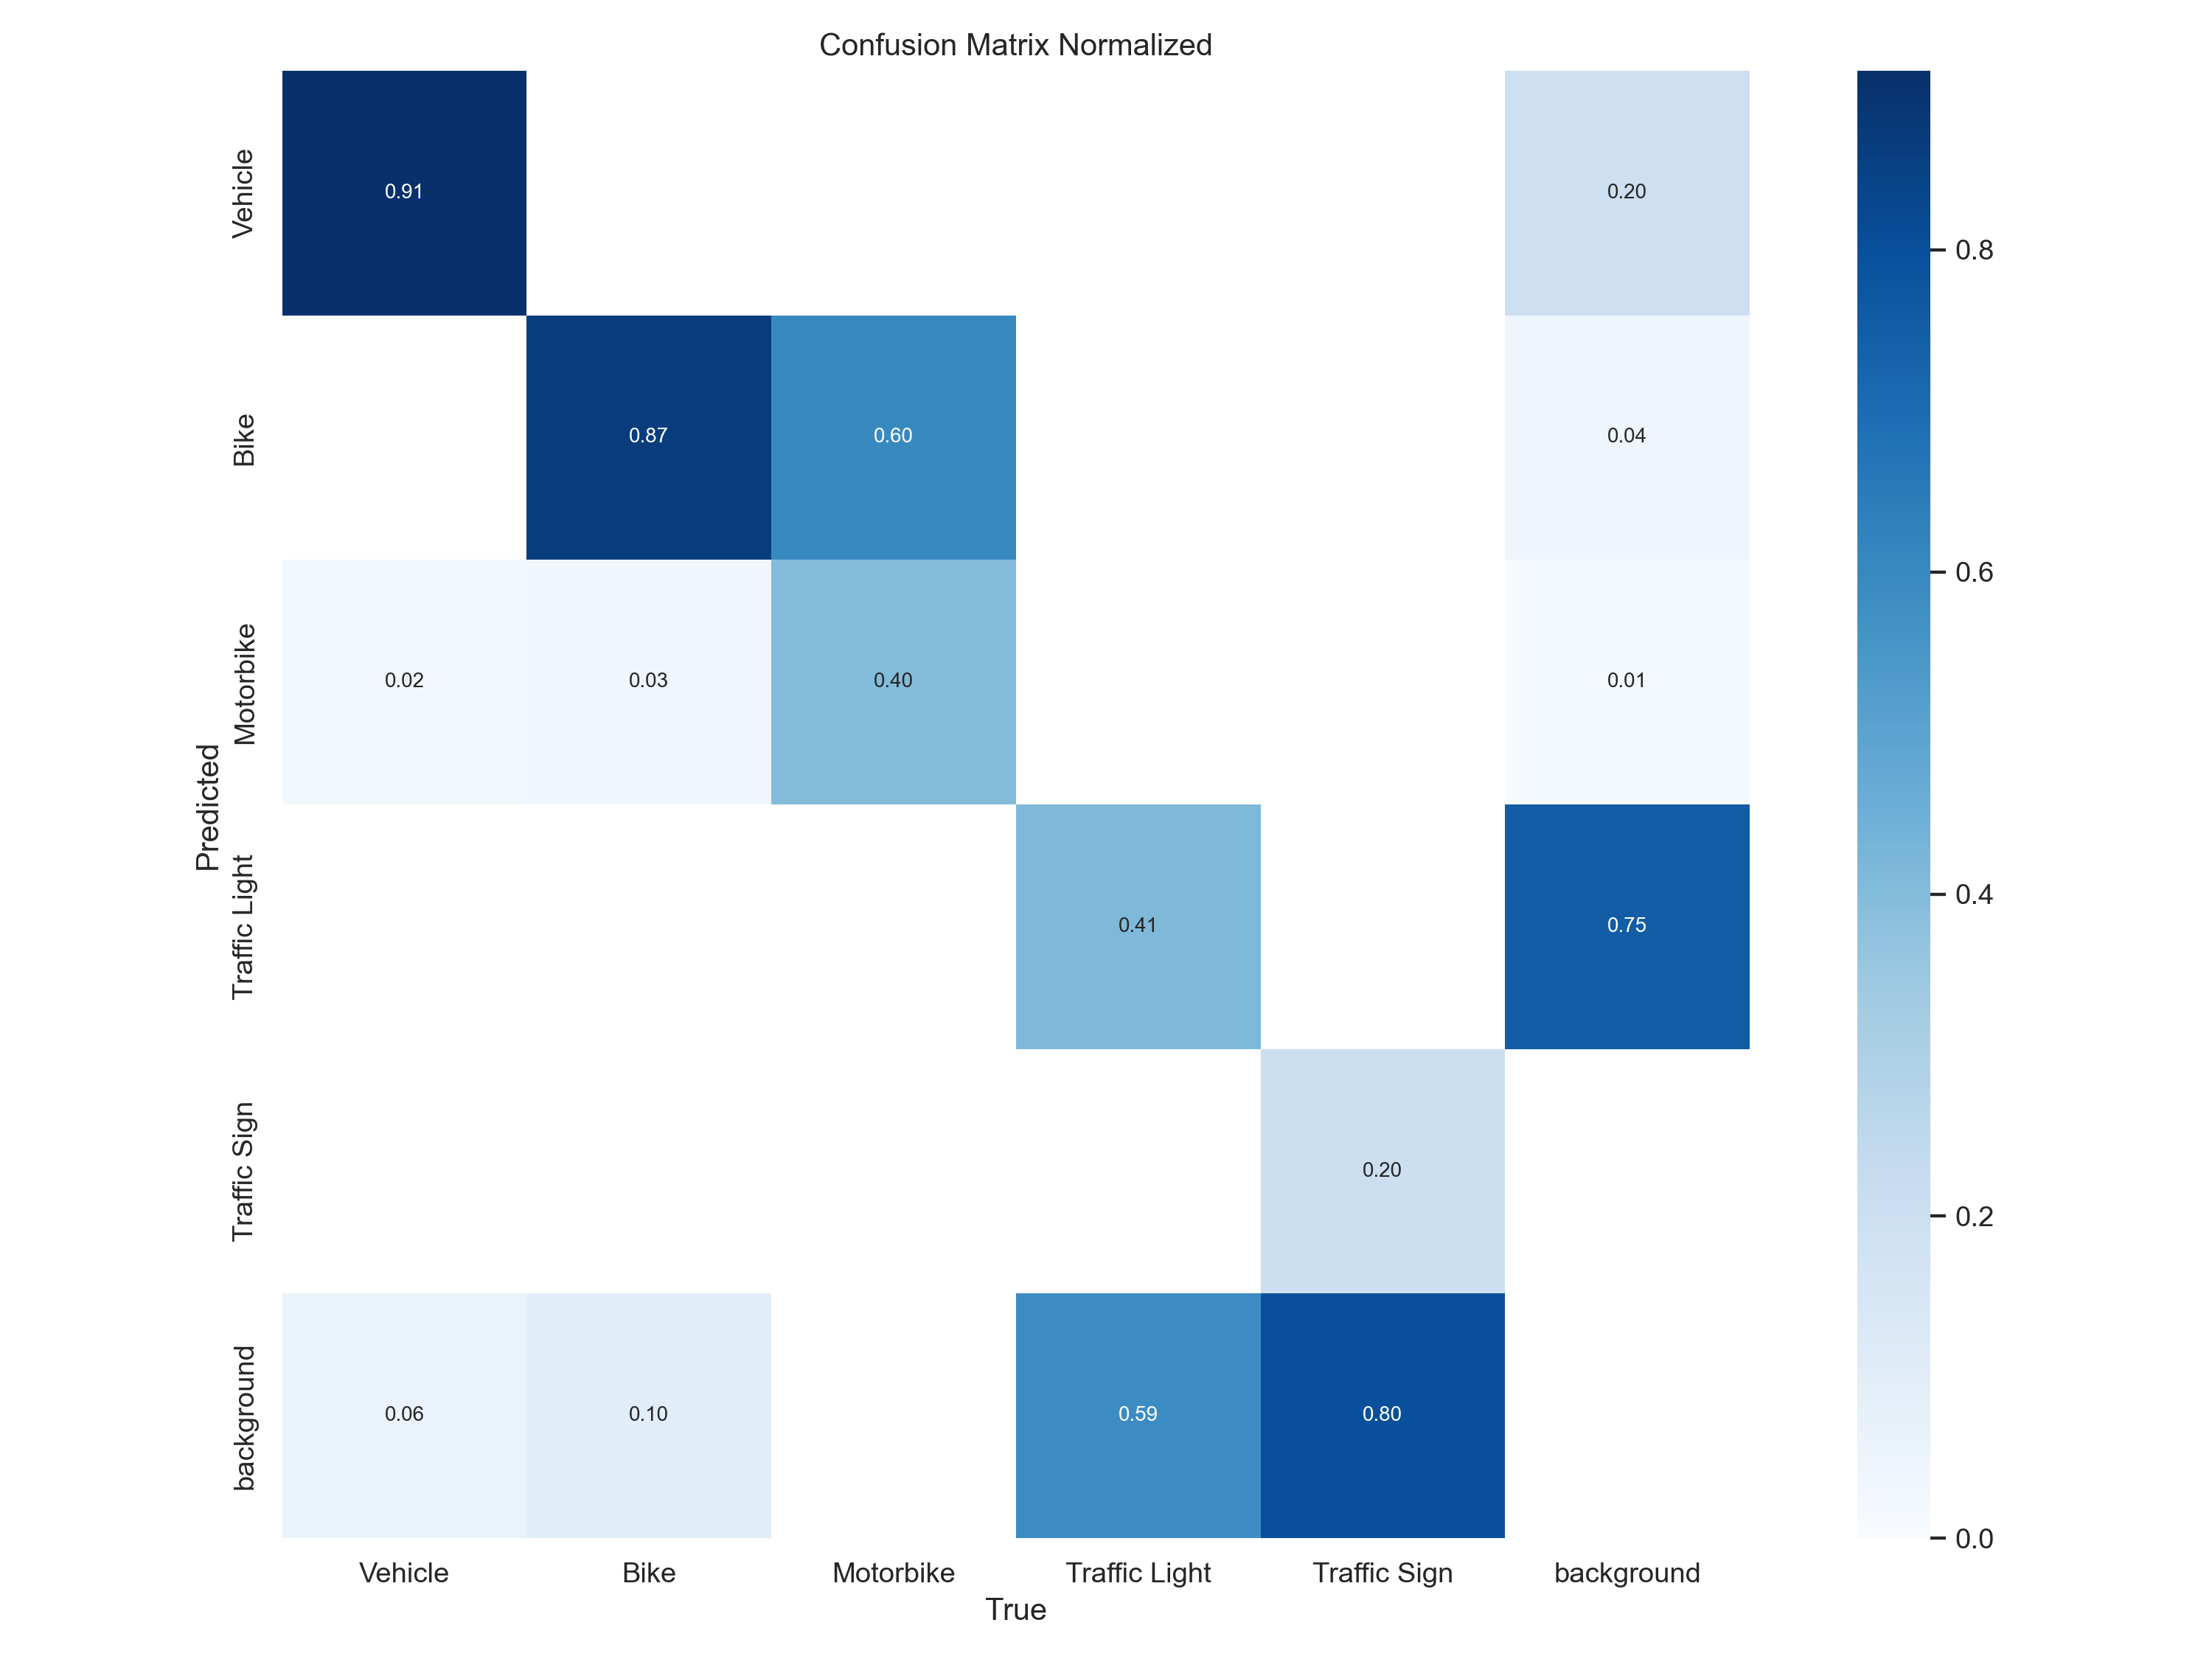 Confusion Matrix Normalized
Vehicle
0.91
0.20
0.8
Bike
0.87
0.60
0.04
0.6
Motorbike
0.02
0.03
0.40
0.01
Predicted
Traffic Light
0.41
0.75
0.4
Traffic Sign
0.20
0.2
background
0.06
0.10
0.59
0.80
0.0
Vehicle
Bike
Motorbike
Traffic Light
Traffic Sign
background
True